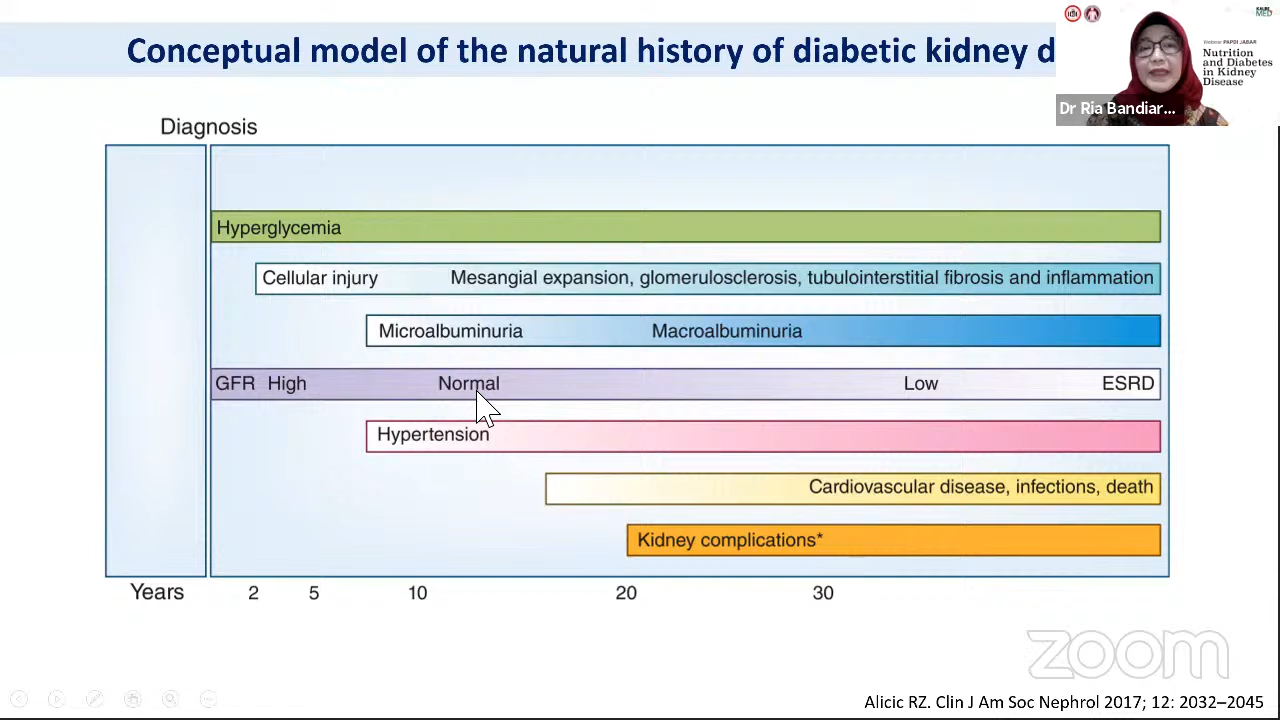 Conceptual model of the natural history of diabetic kidney d
Webinar PAPDI JABAR
Nutrition
and Diabetes
in Kidney
Disease
Dr Ria Bandiar...
Diagnosis
Hyperglycemia
Cellular injury Mesangial expansion, glomerulosclerosis, tubulointerstitial fibrosis and inflammation
Microalbuminuria Macroalbuminuria
GFR High Normal Low ESRD
Hypertension
Cardiovascular disease, infections, death
Kidney complications*
Years 2 5 10 20 30
zoom
Alicic RZ. Clin J Am Soc Nephrol 2017; 12: 2032–2045